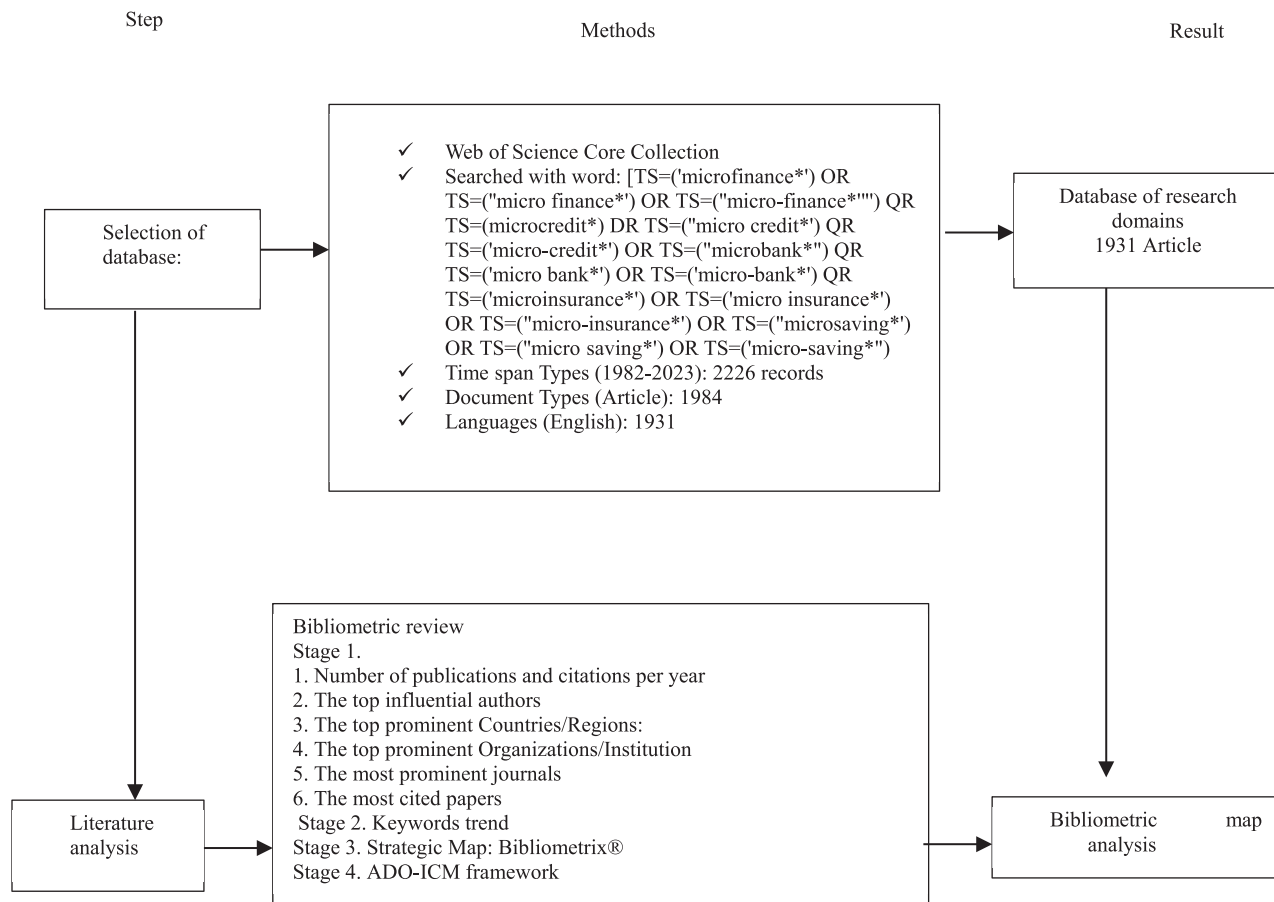 Step
Methods
Result
Selection of
database:
✓ Web of Science Core Collection
✓ Searched with word: [TS=('microfinance*') OR
TS=("micro finance*') OR TS=("micro-finance*'"") QR
TS=(microcredit*) DR TS=("micro credit*') QR
TS=('micro-credit*') OR TS=("microbank*") QR
TS=('micro bank*') OR TS=('micro-bank*') QR
TS=('microinsurance*') OR TS=('micro insurance*')
OR TS=("micro-insurance*') OR TS=("microsaving*')
OR TS=("micro saving*') OR TS=('micro-saving*")
✓ Time span Types (1982-2023): 2226 records
✓ Document Types (Article): 1984
✓ Languages (English): 1931
Database of research
domains
1931 Article
Literature
analysis
Bibliometric review
Stage 1.
1. Number of publications and citations per year
2. The top influential authors
3. The top prominent Countries/Regions:
4. The top prominent Organizations/Institution
5. The most prominent journals
6. The most cited papers
Stage 2. Keywords trend
Stage 3. Strategic Map: Bibliometrix®
Stage 4. ADO-ICM framework
Bibliometric map
analysis